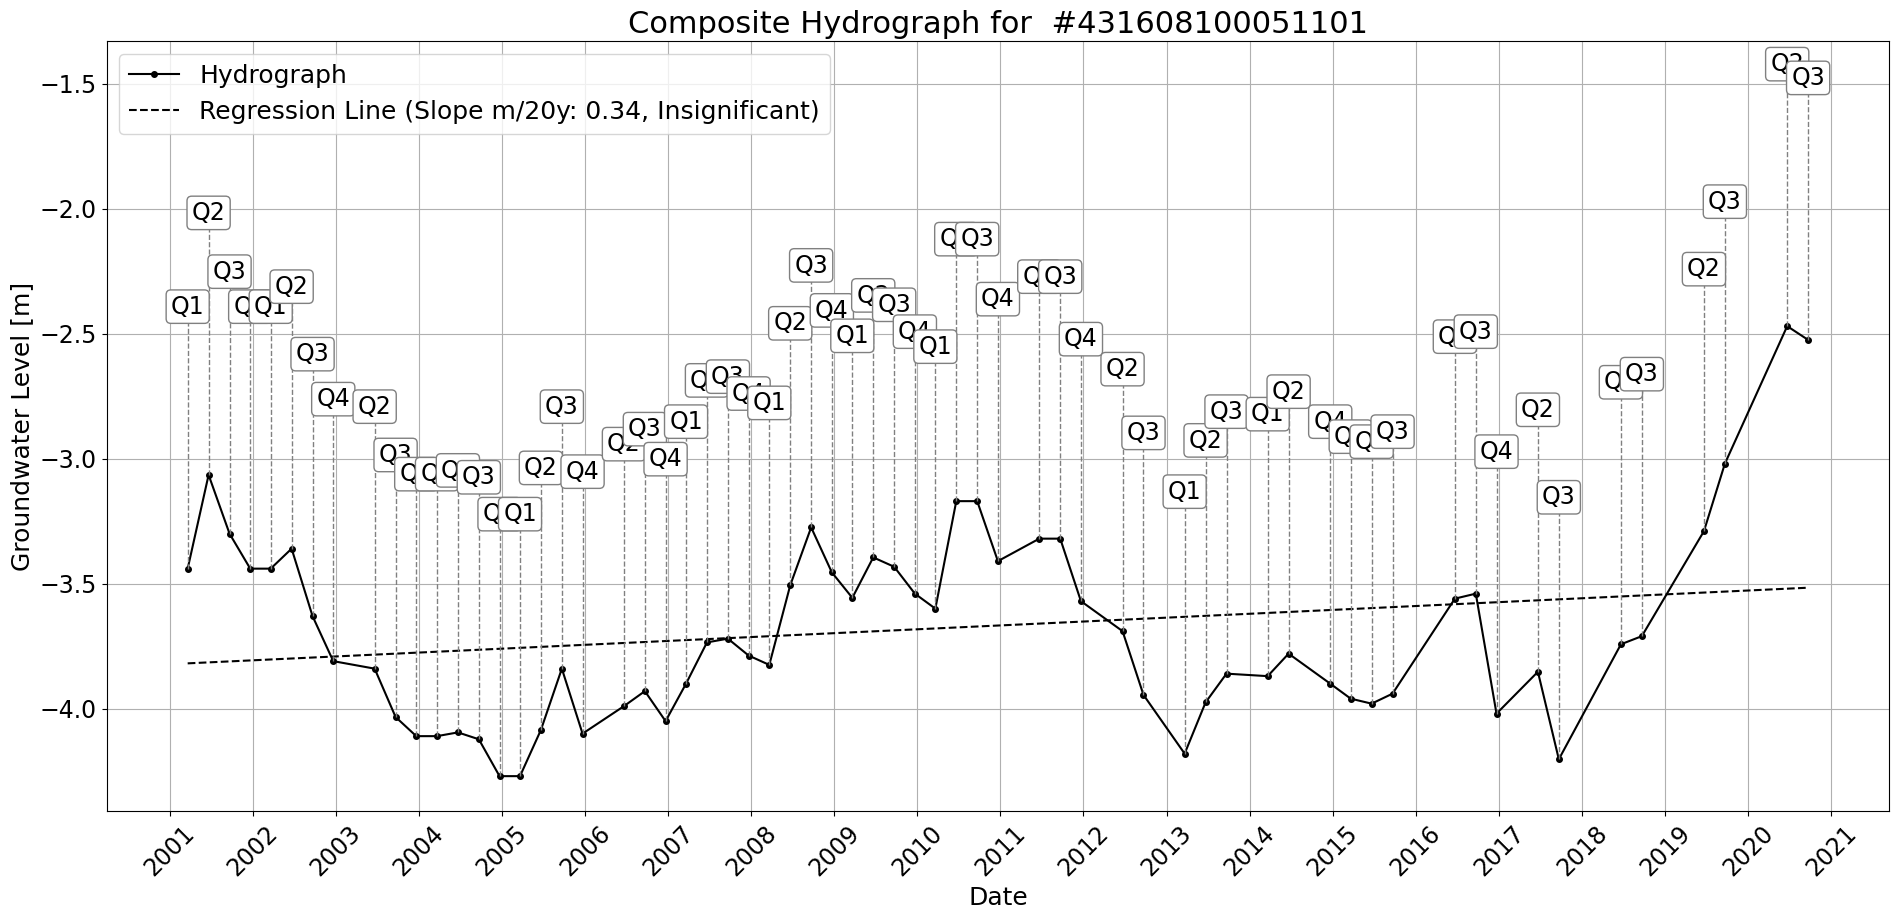 Composite Hydrograph for  #431608100051101
Hydrograph
Regression Line (Slope m/20y: 0.34, Insignificant)
Groundwater Level [m]
−1.5
−2.0
−2.5
−3.0
−3.5
−4.0
Q1
Q2
Q3
Q1
Q2
Q3
Q4
Q2
Q3
Q3
Q1
Q2
Q3
Q4
Q2
Q3
Q4
Q1
Q3
Q1
Q2
Q3
Q4
Q1
Q3
Q4
Q1
Q3
Q4
Q3
Q4
Q2
Q3
Q1
Q2
Q3
Q1
Q2
Q4
Q3
Q3
Q4
Q2
Q3
Q3
Q2
Q3
Q2
Q3
2001
2002
2003
2004
2005
2006
2007
2008
2009
2010
2011
2012
2013
2014
2015
2016
2017
2018
2019
2020
2021
Date